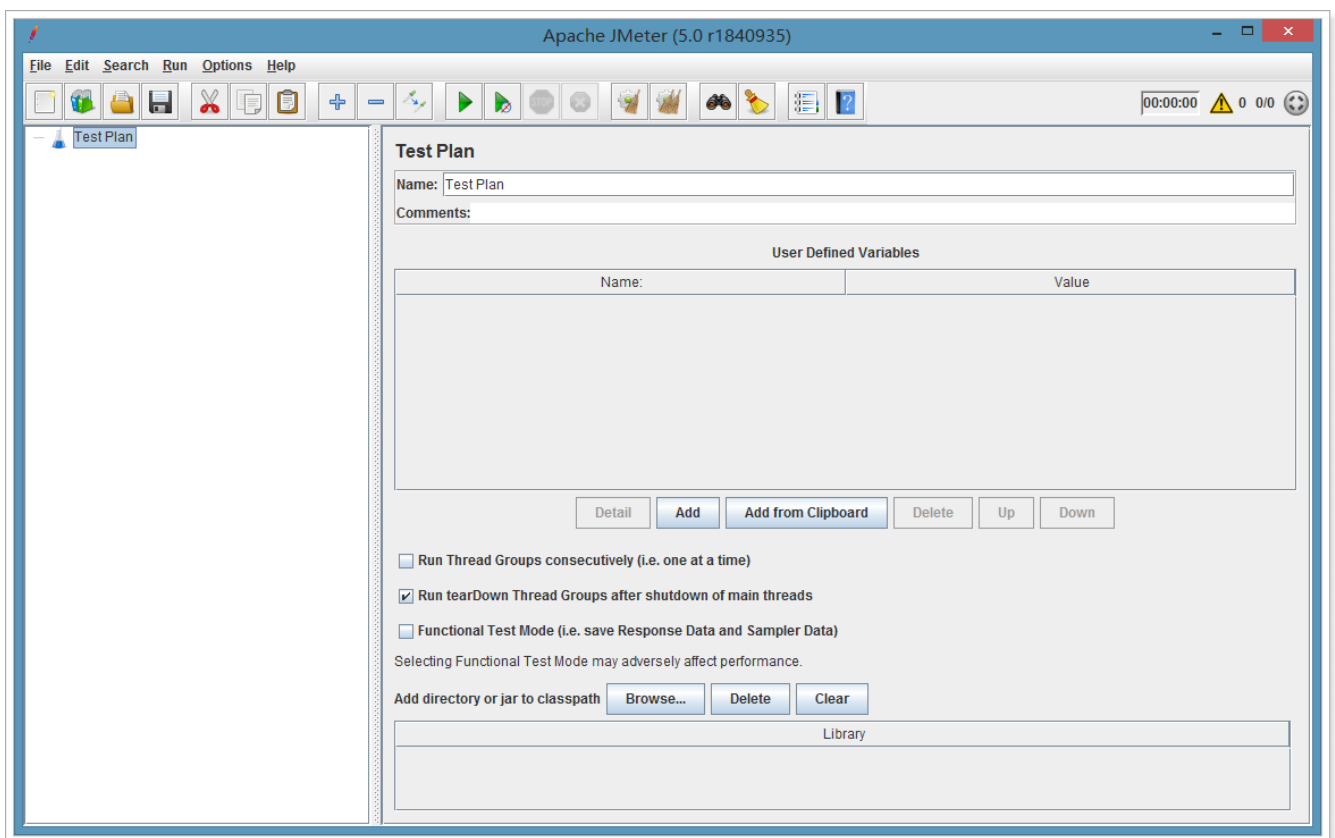 Apache JMeter (5.0 r1840935)
File Edit Search Run Options Help
STOP
00:00:00 0 0/0
Test Plan
Test Plan
Name: Test Plan
Comments:
User Defined Variables
Name: Value
Detail Add Add from Clipboard Delete Up Down
Run Thread Groups consecutively (i.e. one at a time)
Run tearDown Thread Groups after shutdown of main threads
Functional Test Mode (i.e. save Response Data and Sampler Data)
Selecting Functional Test Mode may adversely affect performance.
Add directory or jar to classpath Browse... Delete Clear
Library